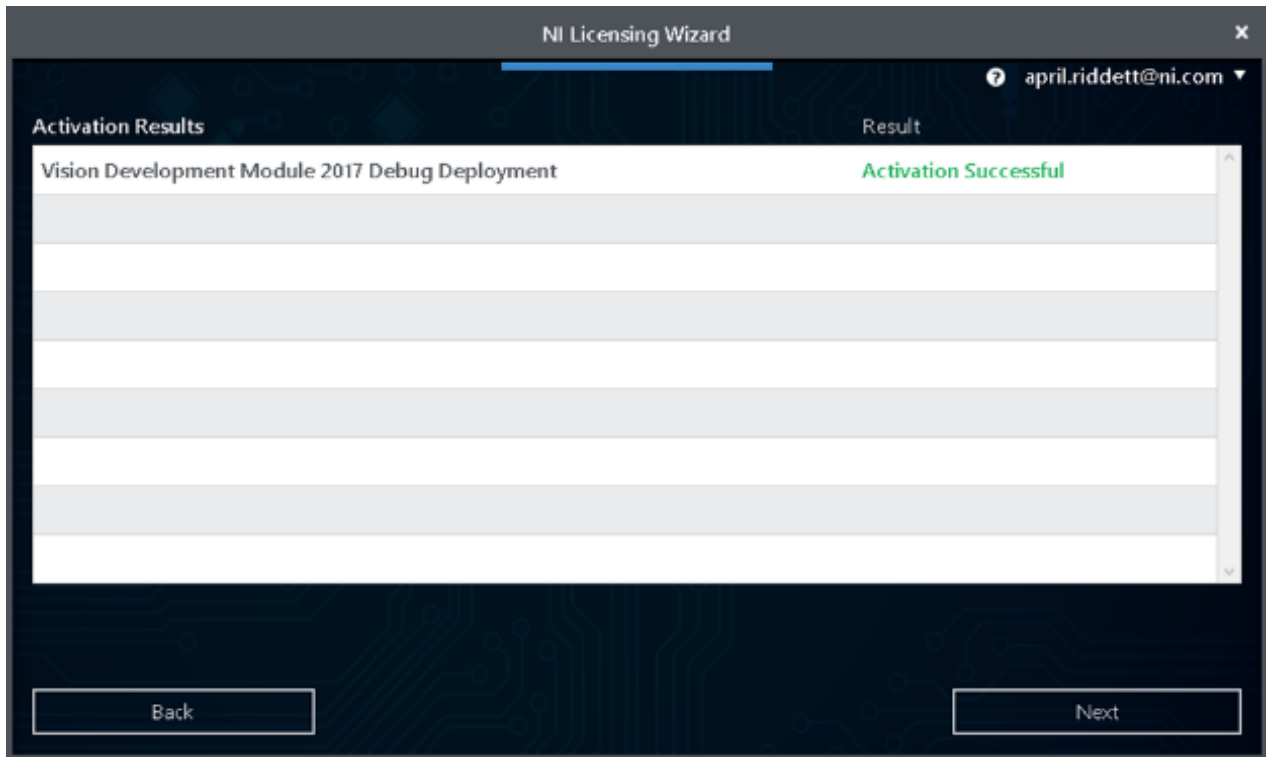 NI Licensing Wizard
april.riddett@ni.com
Activation Results Result
Vision Development Module 2017 Debug Deployment Activation Successful
Back Next